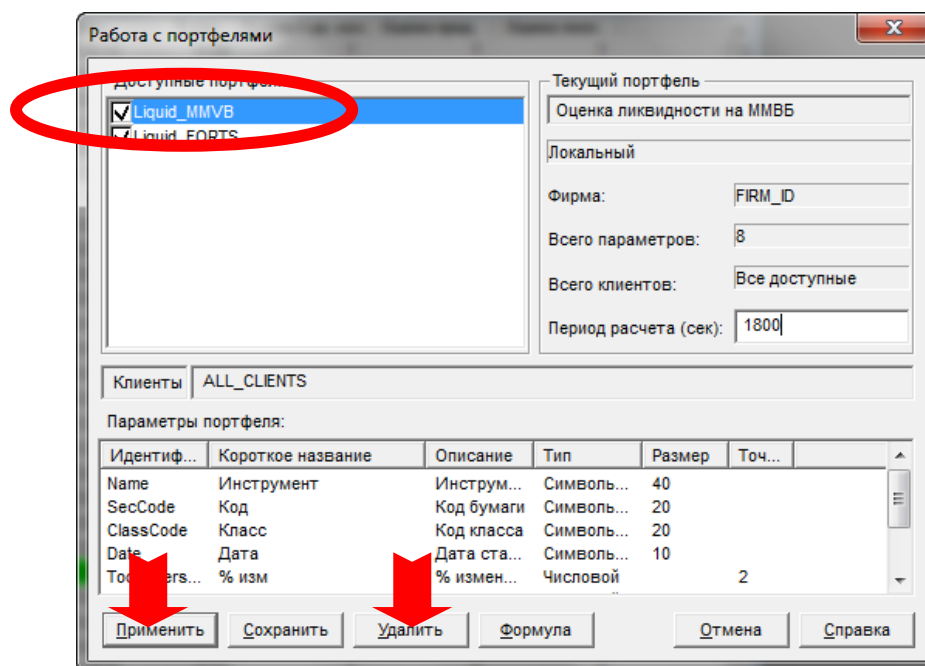 Работа с портфелями
Доступные
Liquid_MMVB
Liquid_FORTS
Текущий портфель
Оценка ликвидности на ММВБ
Локальный
Фирма: FIRM_ID
Всего параметров: 8
Всего клиентов: Все доступные
Период расчета (сек): 1800
Клиенты ALL_CLIENTS
Параметры портфеля:
Идентиф... Короткое название Описание Тип Размер Точ...
Name Инструмент Инструм... Символь... 40
SecCode Код Код бумаги Символь... 20
ClassCode Класс Код класса Символь... 20
Date Дата Дата ста... Символь... 10
% изм % измен... Числовой 2
Применить Сохранить Удалить Формула Отмена Справка